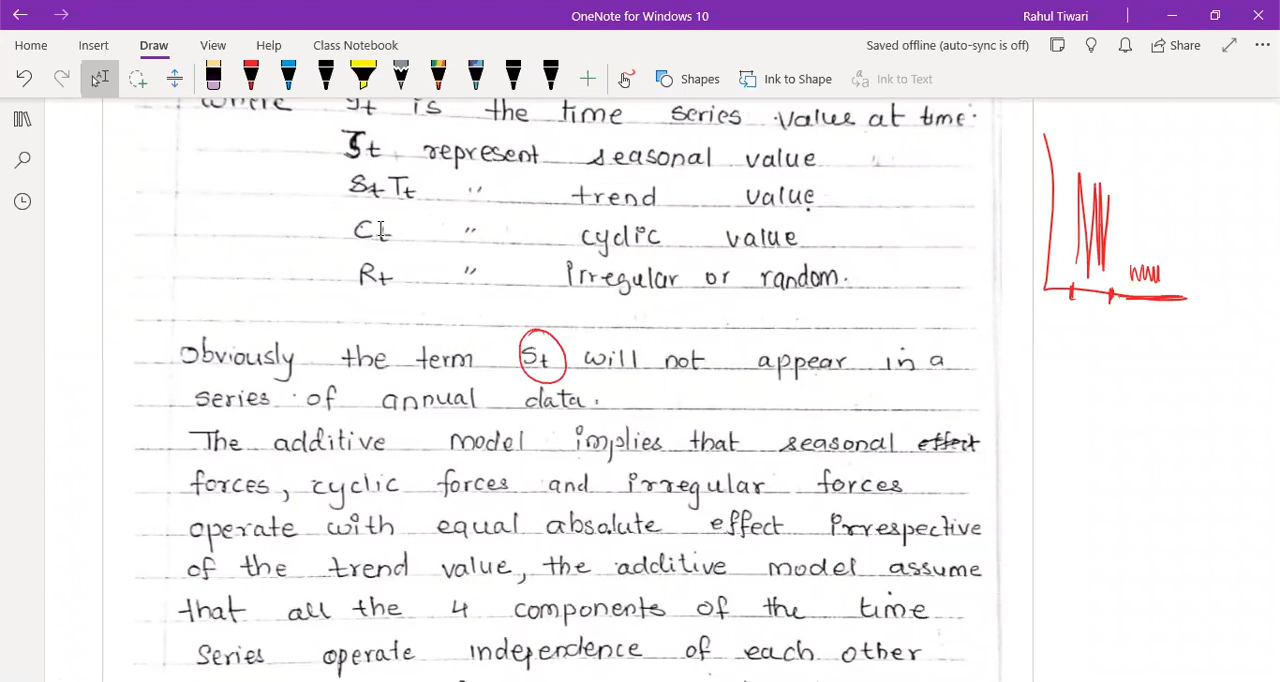 OneNote for Windows 10
Rahul Tiwari
Home Insert Draw View Help Class Notebook
Saved offline (auto-sync is off)
Share
Shapes
Ink to Shape
Ink to Text
where yt is the time series value at time.
St represent seasonal value
St Tt " trend value
Ct " cyclic value
Rt " Irregular or random.
Obviously the term St will not appear in a
series of annual data.
The additive model implies that seasonal effect
forces, cyclic forces and irregular forces
operate with equal absolute effect irrespective
of the trend value, the additive model assume
that all the 4 components of the time
series operate independence of each other